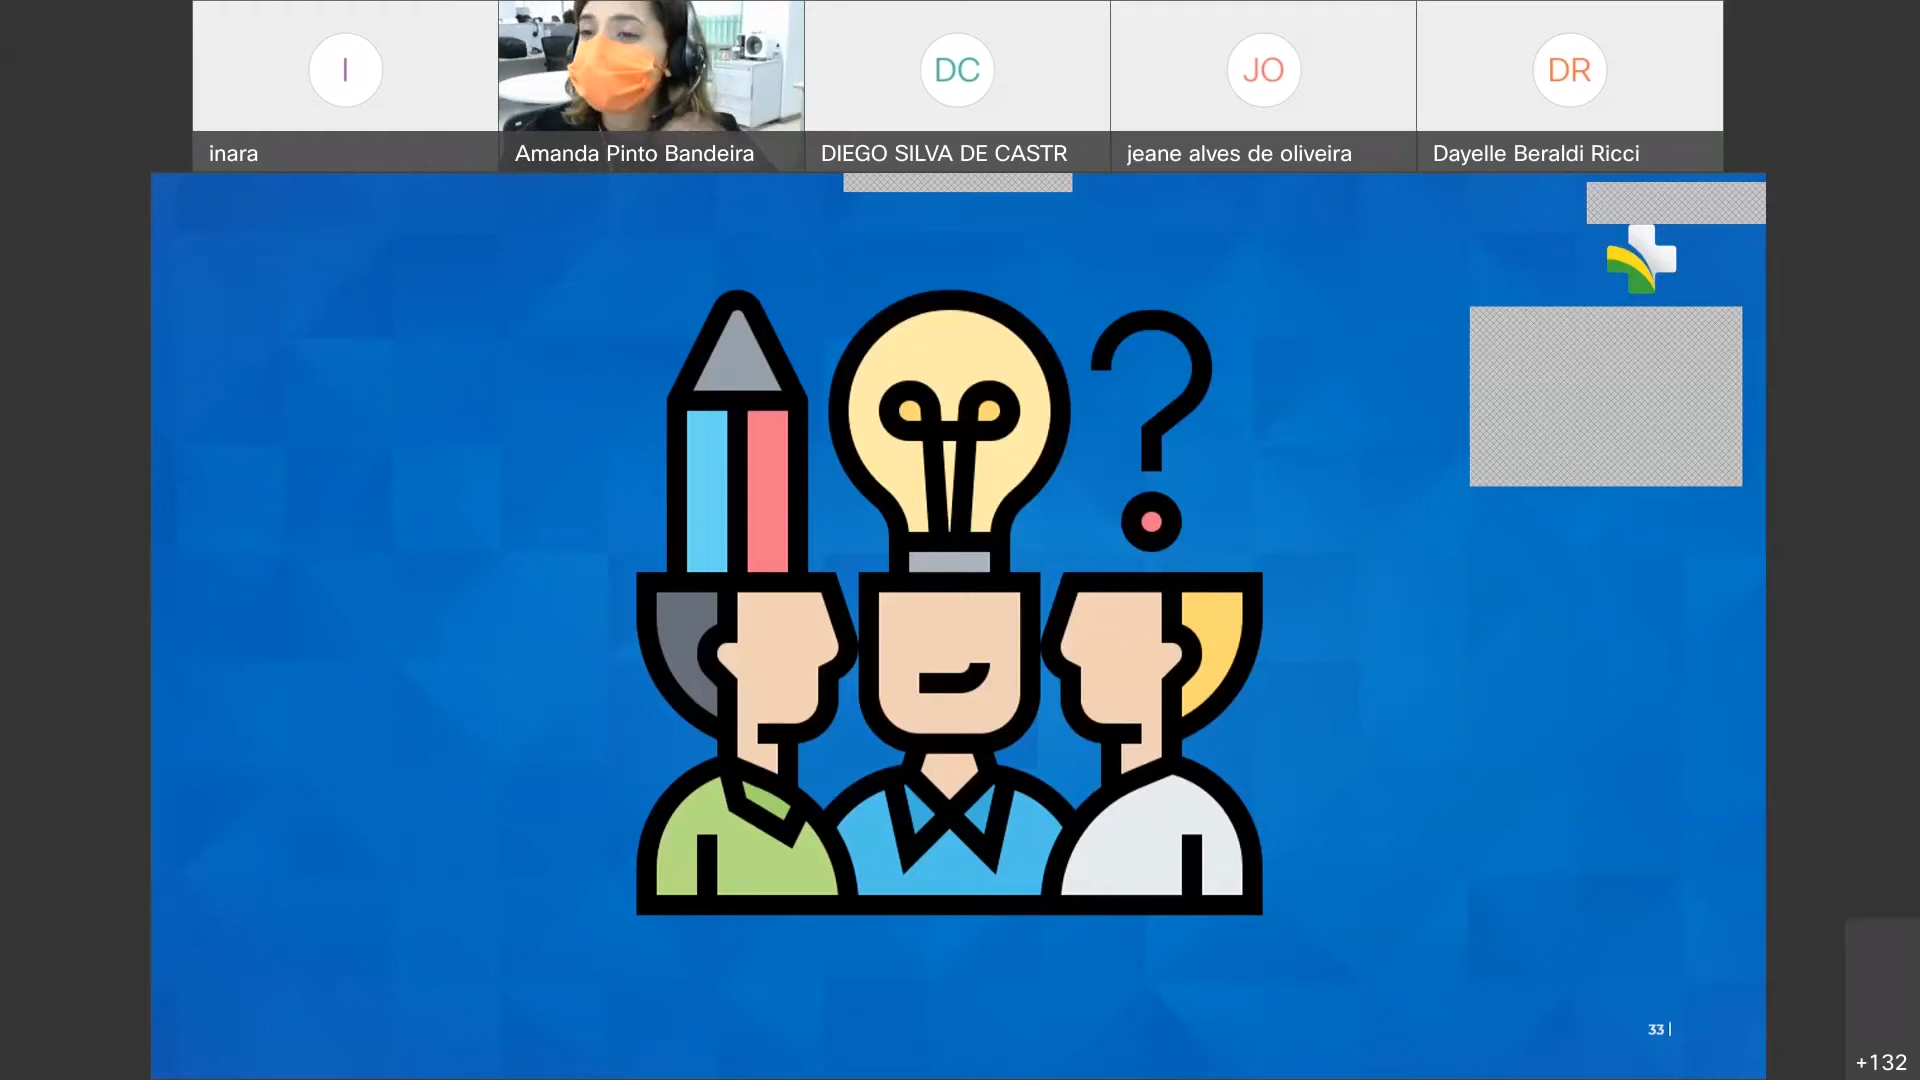 I
DC
JO
DR
inara
Amanda Pinto Bandeira
DIEGO SILVA DE CASTR
jeane alves de oliveira
Dayelle Beraldi Ricci
?
33 |
+132